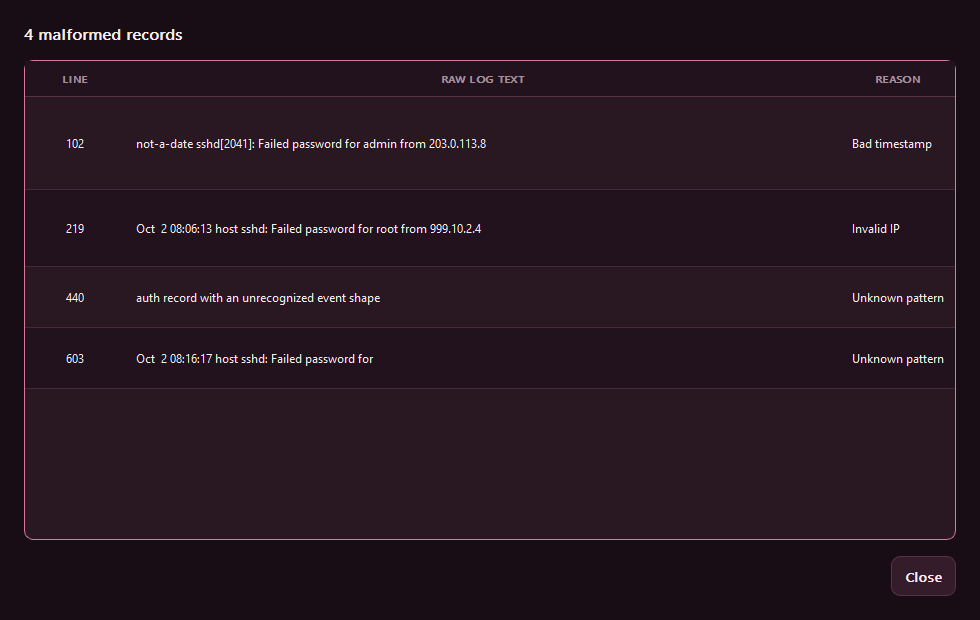 4 malformed records
LINE RAW LOG TEXT REASON
102 not-a-date sshd[2041]: Failed password for admin from 203.0.113.8 Bad timestamp
219 Oct  2 08:06:13 host sshd: Failed password for root from 999.10.2.4 Invalid IP
440 auth record with an unrecognized event shape Unknown pattern
603 Oct  2 08:16:17 host sshd: Failed password for Unknown pattern
Close